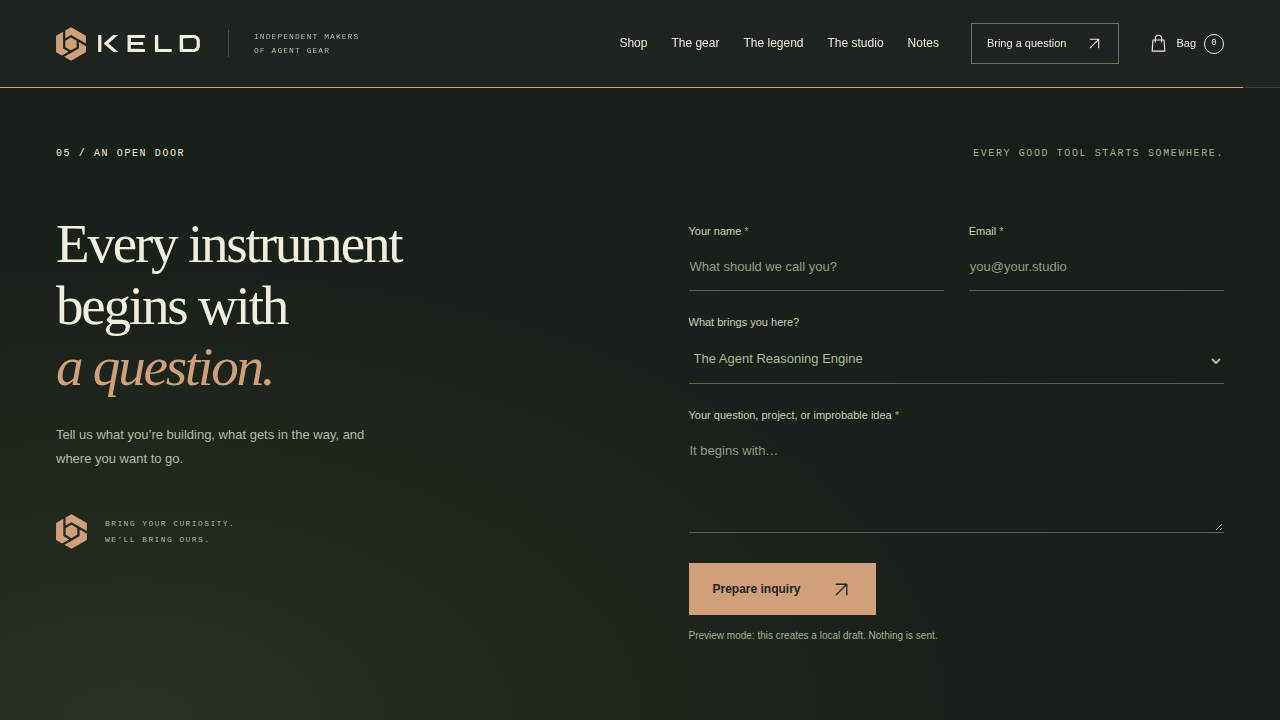 KELD
INDEPENDENT MAKERS
OF AGENT GEAR
Shop
The gear
The legend
The studio
Notes
Bring a question
Bag
0
05 / AN OPEN DOOR
EVERY GOOD TOOL STARTS SOMEWHERE.
Every instrument
begins with
a question.
Tell us what you’re building, what gets in the way, and
where you want to go.
BRING YOUR CURIOSITY.
WE’LL BRING OURS.
Your name *
Email *
What should we call you?
you@your.studio
What brings you here?
The Agent Reasoning Engine
Your question, project, or improbable idea *
It begins with…
Prepare inquiry
Preview mode: this creates a local draft. Nothing is sent.